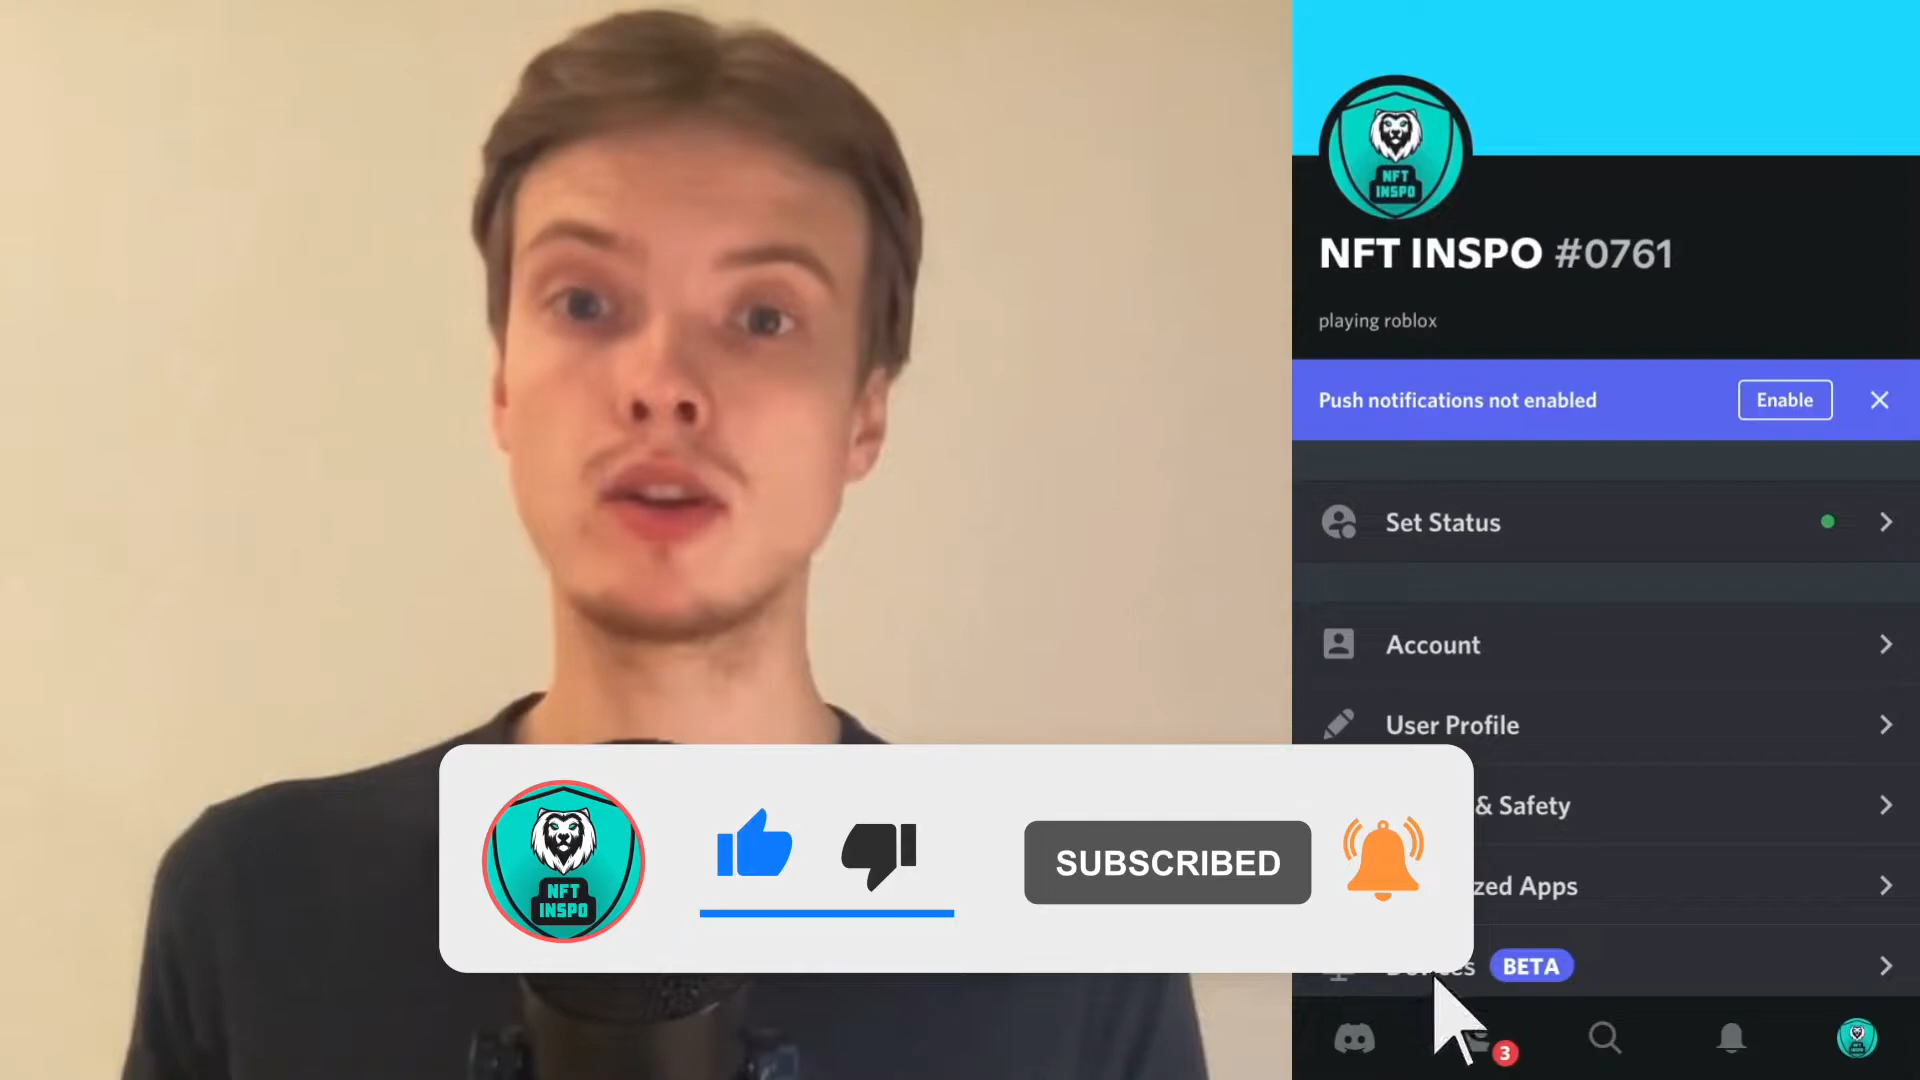 NFT
INSPO
NFT INSPO #0761
playing roblox
Push notifications not enabled
Enable
Set Status
Account
User Profile
& Safety
zed Apps
BETA
3
NFT
INSPO
SUBSCRIBED